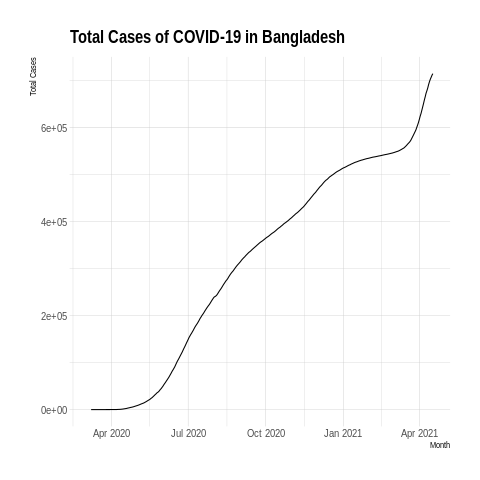 Total Cases of COVID-19 in Bangladesh
Total Cases
6e+05
4e+05
2e+05
0e+00
Apr 2020
Jul 2020
Oct 2020
Jan 2021
Apr 2021
Month